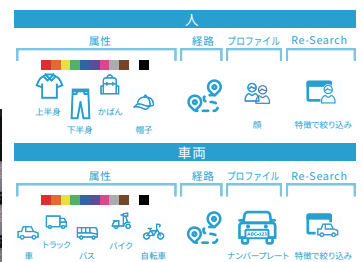 人
属性 経路 プロファイル Re-Search
上半身 下半身 かばん 帽子 顔 特徴で絞り込み
車両
属性 経路 プロファイル Re-Search
ABC-123
車 トラック バス バイク 自転車 ナンバープレート 特徴で絞り込み